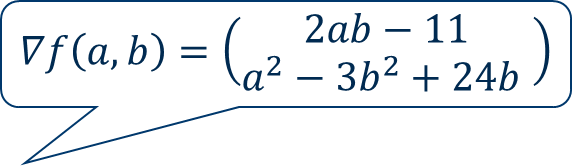 ∇f(a, b) = (2ab − 11
a² − 3b² + 24b)